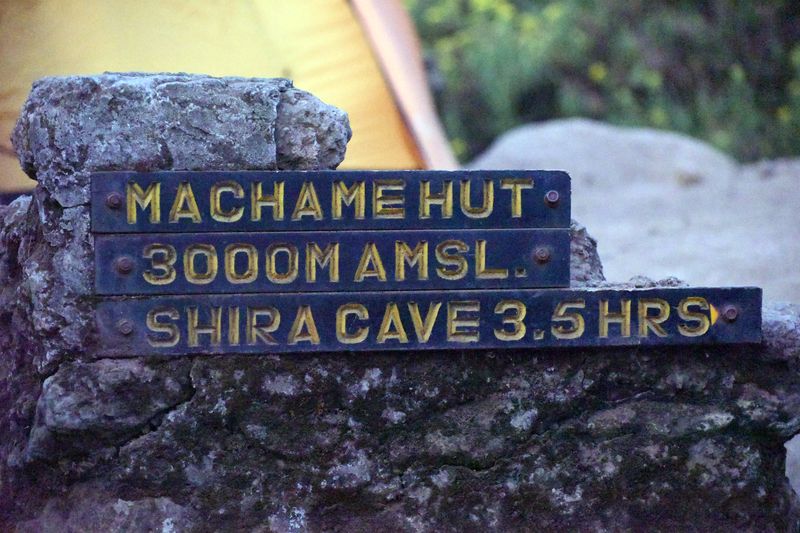 MACHAME HUT
3000M AMSL.
SHIRA CAVE 3.5 HRS